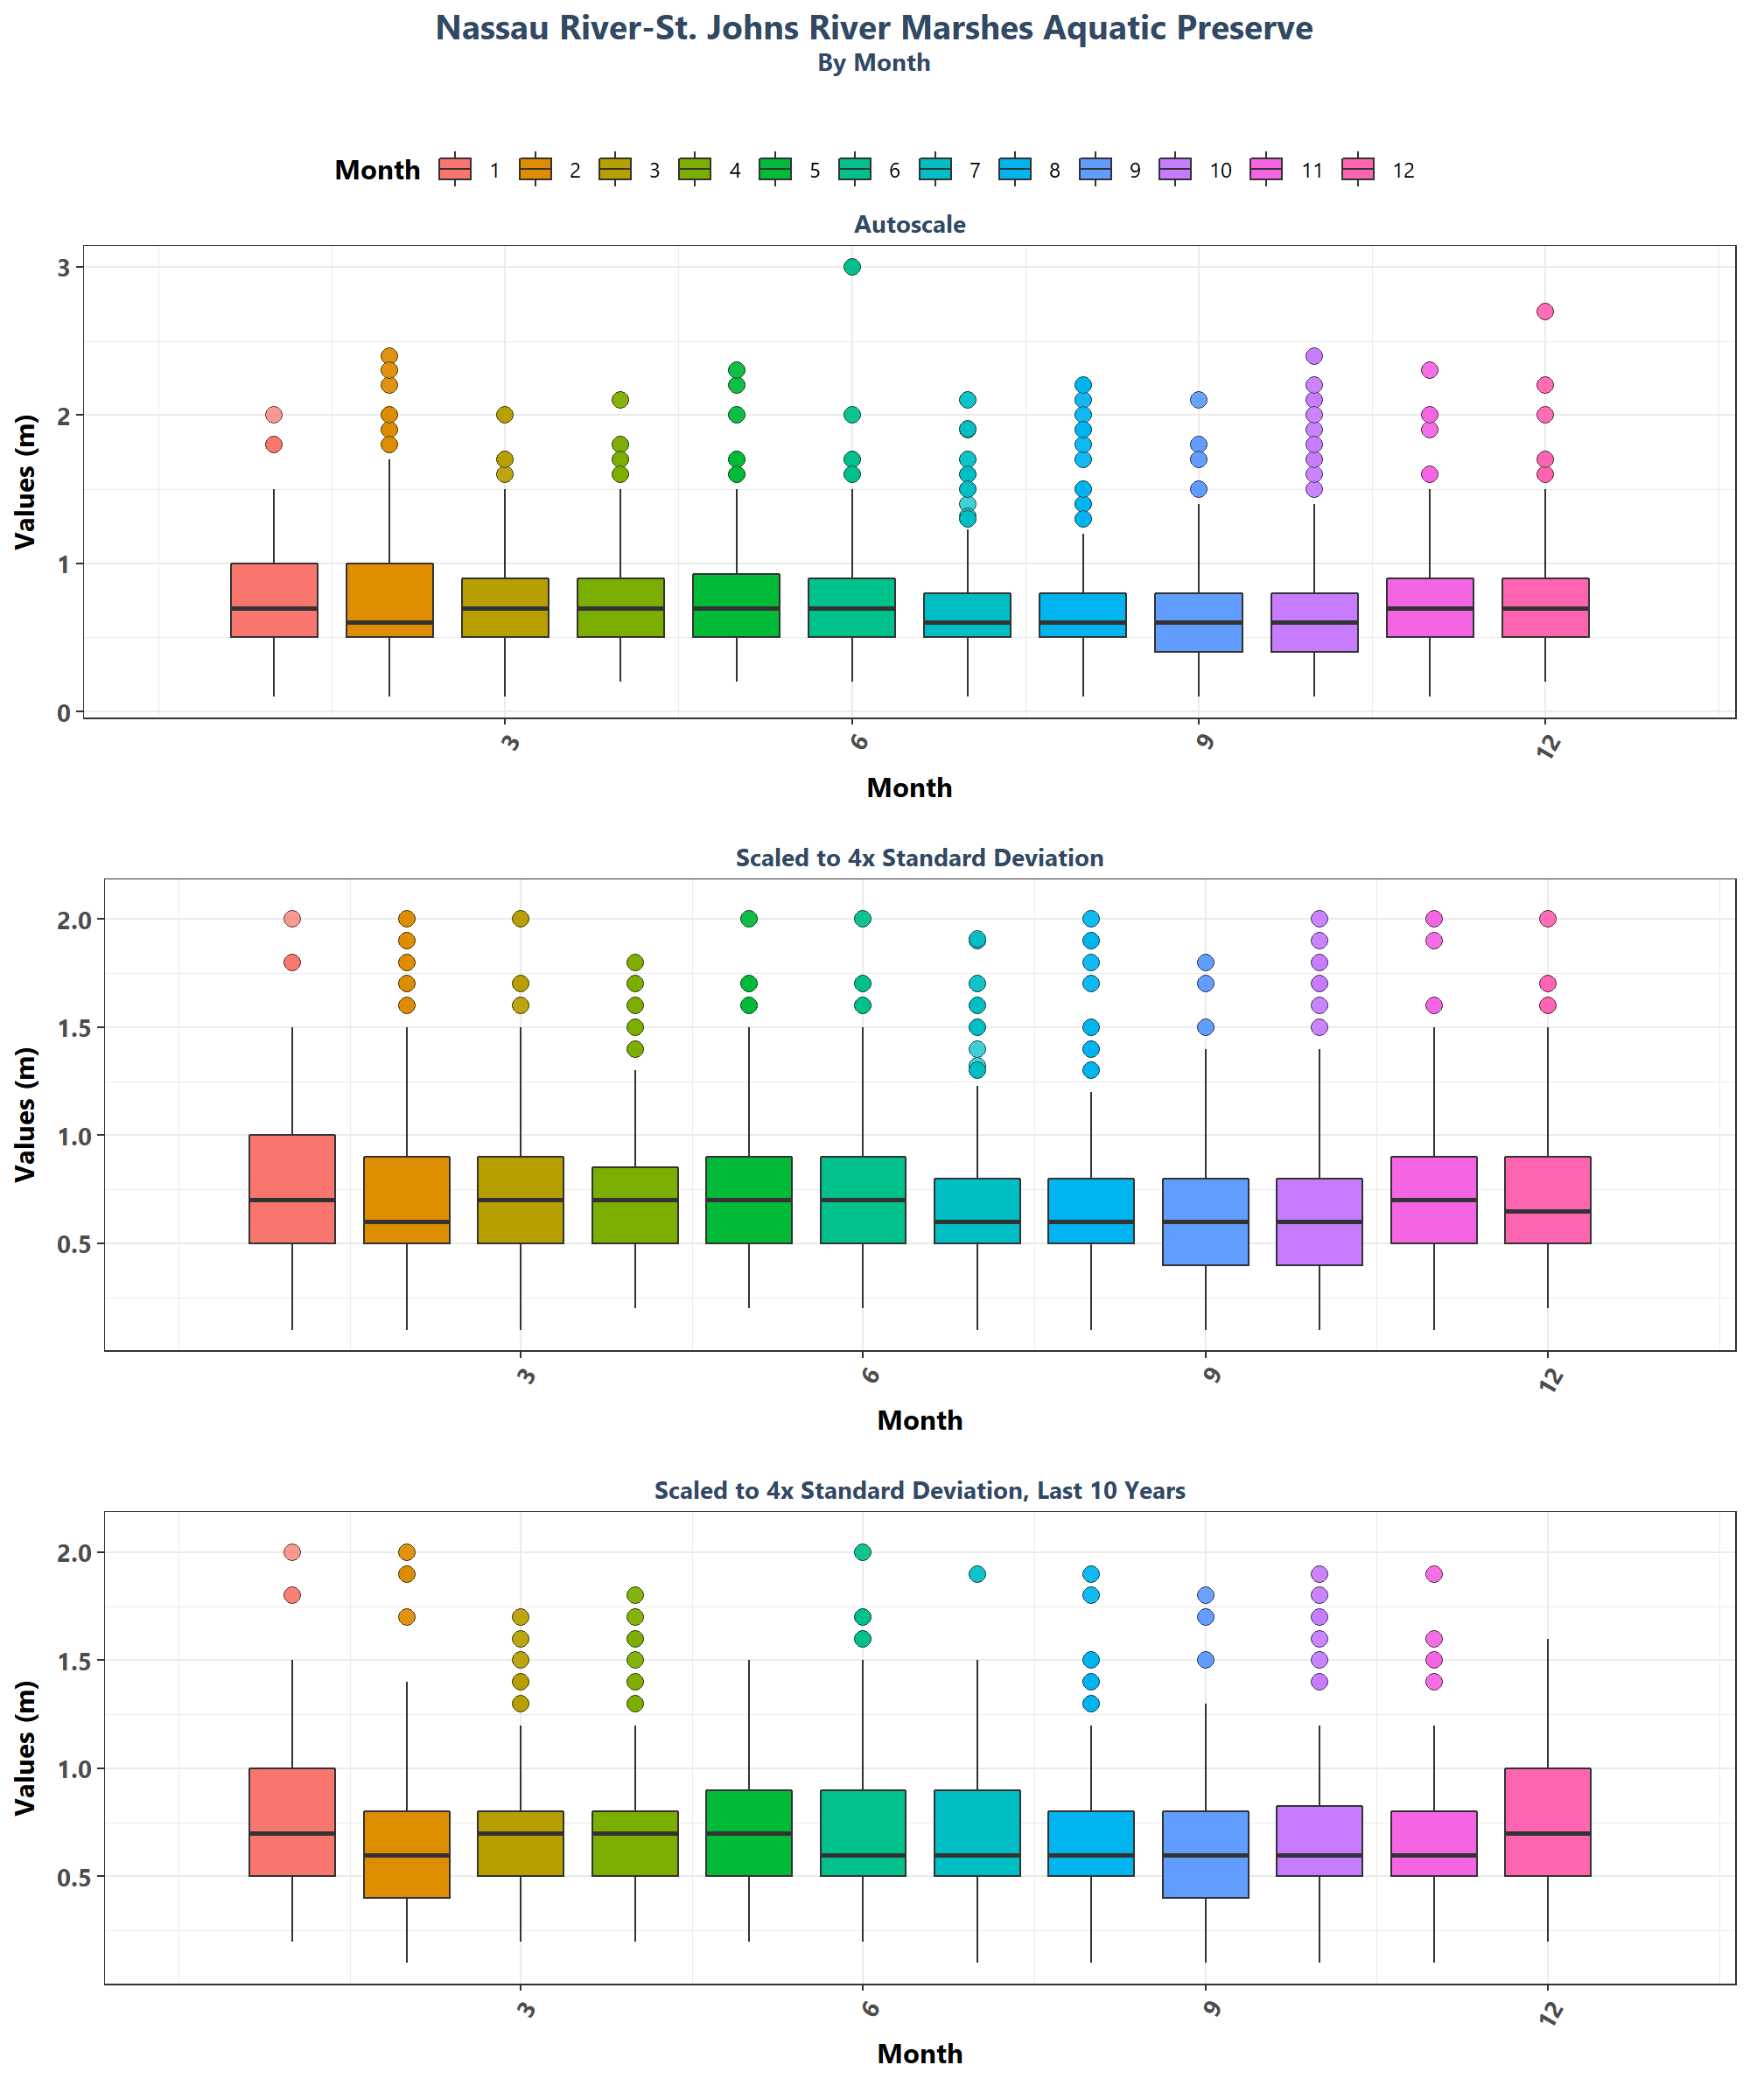 Nassau River-St. Johns River Marshes Aquatic Preserve
By Month
Month 1 2 3 4 5 6 7 8 9 10 11 12
Autoscale
Values (m)
3
2
1
0
3 6 9 12
Month
Scaled to 4x Standard Deviation
Values (m)
2.0
1.5
1.0
0.5
3 6 9 12
Month
Scaled to 4x Standard Deviation, Last 10 Years
Values (m)
2.0
1.5
1.0
0.5
3 6 9 12
Month